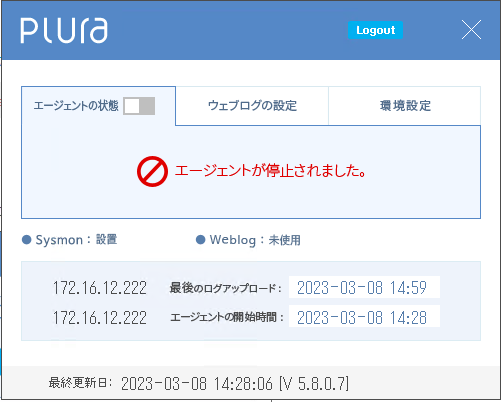 PLURA
Logout
エージェントの状態 ウェブログの設定 環境設定
エージェントが停止されました。
● Sysmon : 設置 ● Weblog : 未使用
172.16.12.222 最後のログアップロード : 2023-03-08 14:59
172.16.12.222 エージェントの開始時間 : 2023-03-08 14:28
最終更新日: 2023-03-08 14:28:06 [V 5.8.0.7]